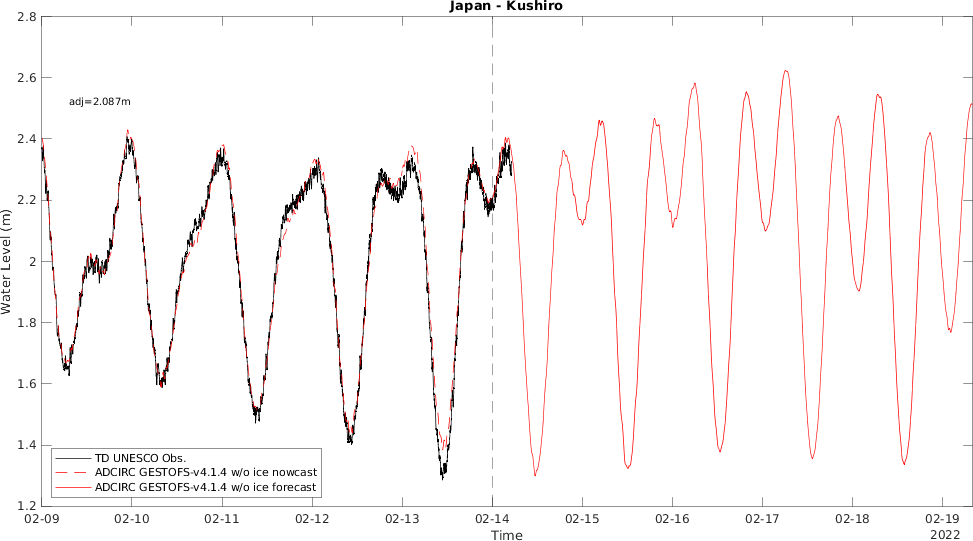 Japan - Kushiro
2.8
2.6
2.4
2.2
2
1.8
1.6
1.4
1.2
Water Level (m)
adj=2.087m
TD UNESCO Obs.
ADCIRC GESTOFS-v4.1.4 w/o ice nowcast
ADCIRC GESTOFS-v4.1.4 w/o ice forecast
02-09 02-10 02-11 02-12 02-13 02-14 02-15 02-16 02-17 02-18 02-19
Time
2022